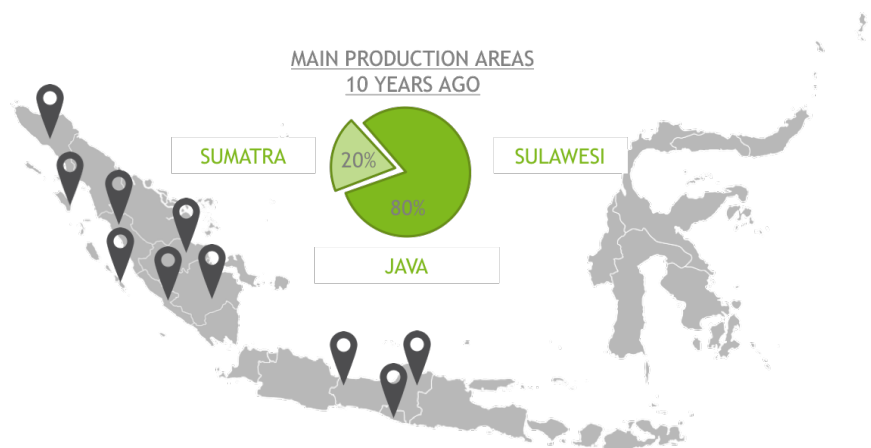 MAIN PRODUCTION AREAS
10 YEARS AGO
SUMATRA
20%
SULAWESI
80%
JAVA